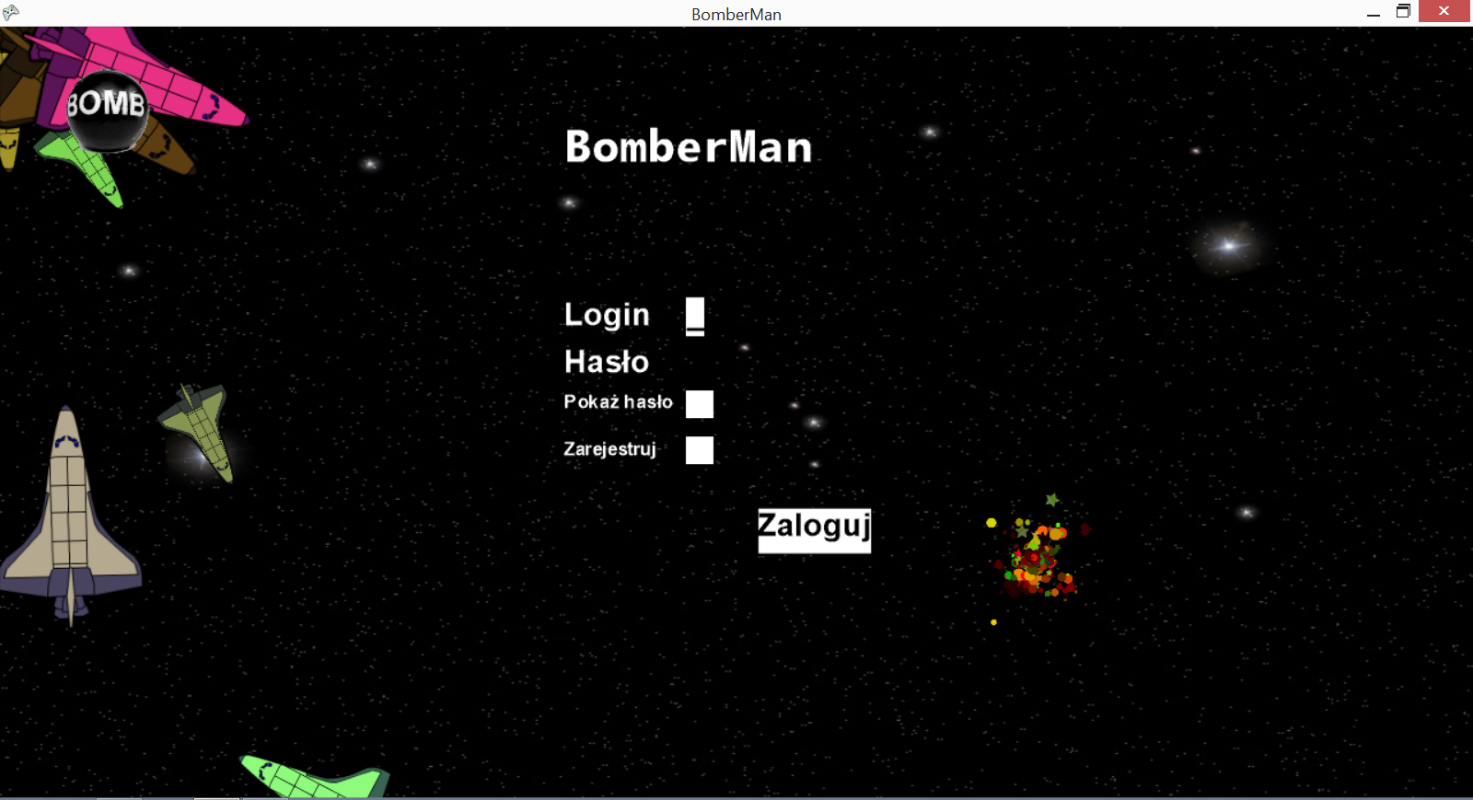 BomberMan
BOMB
BomberMan
Login
Hasło
Pokaż hasło
Zarejestruj
Zaloguj